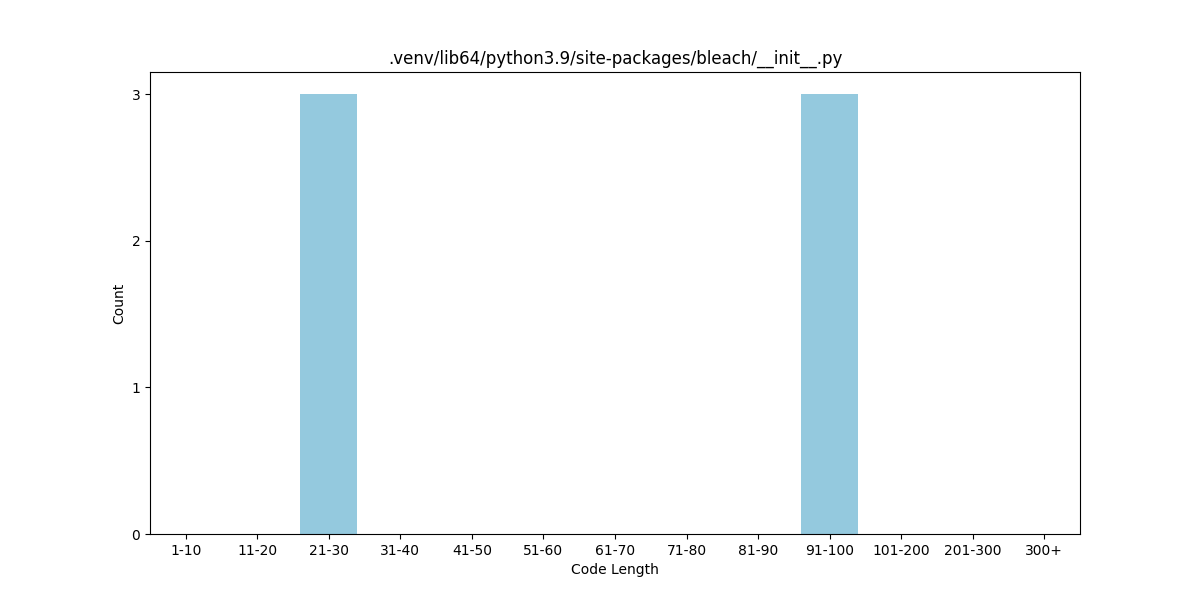 .venv/lib64/python3.9/site-packages/bleach/__init__.py
3
2
1
0
Count
1-10 11-20 21-30 31-40 41-50 51-60 61-70 71-80 81-90 91-100 101-200 201-300 300+
Code Length